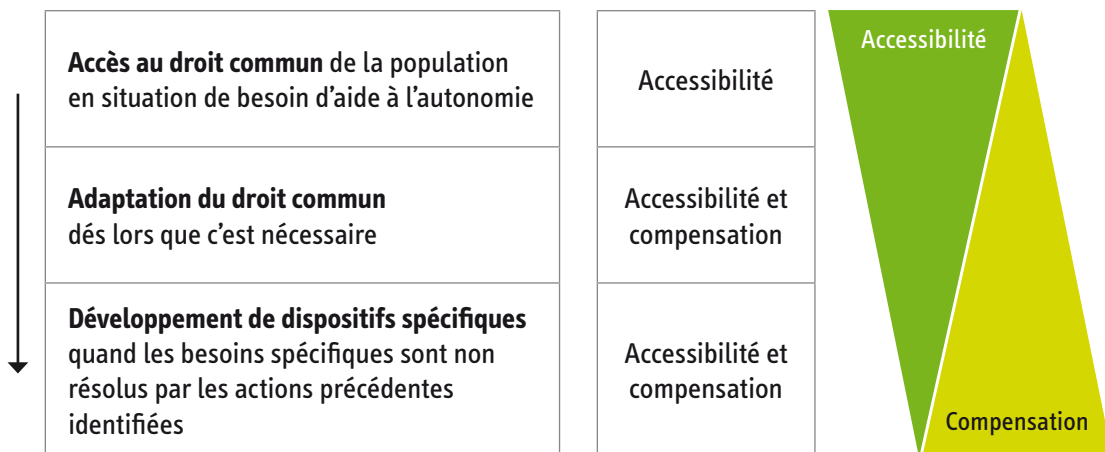 Accès au droit commun de la population
en situation de besoin d'aide à l'autonomie
Accessibilité
Accessibilité
Adaptation du droit commun
dés lors que c'est nécessaire
Accessibilité et
compensation
Développement de dispositifs spécifiques
quand les besoins spécifiques sont non
résolus par les actions précédentes
identifiées
Accessibilité et
compensation
Compensation